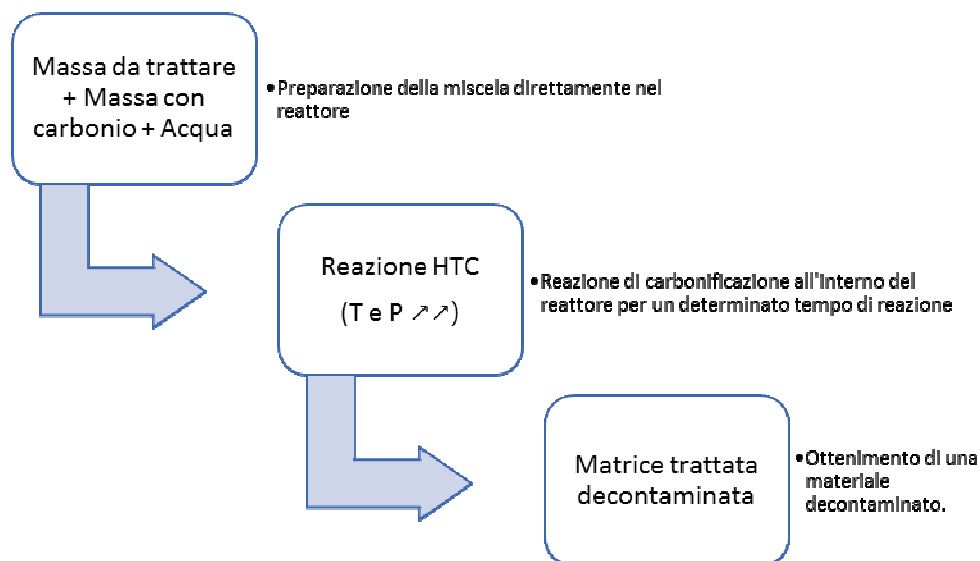 Massa da trattare
+ Massa con
carbonio + Acqua
•Preparazione della miscela direttamente nel
reattore
Reazione HTC
(T e P ↗↗)
•Reazione di carbonificazione all'interno del
reattore per un determinato tempo di reazione
Matrice trattata
decontaminata
•Ottenimento di una
materiale
decontaminato.